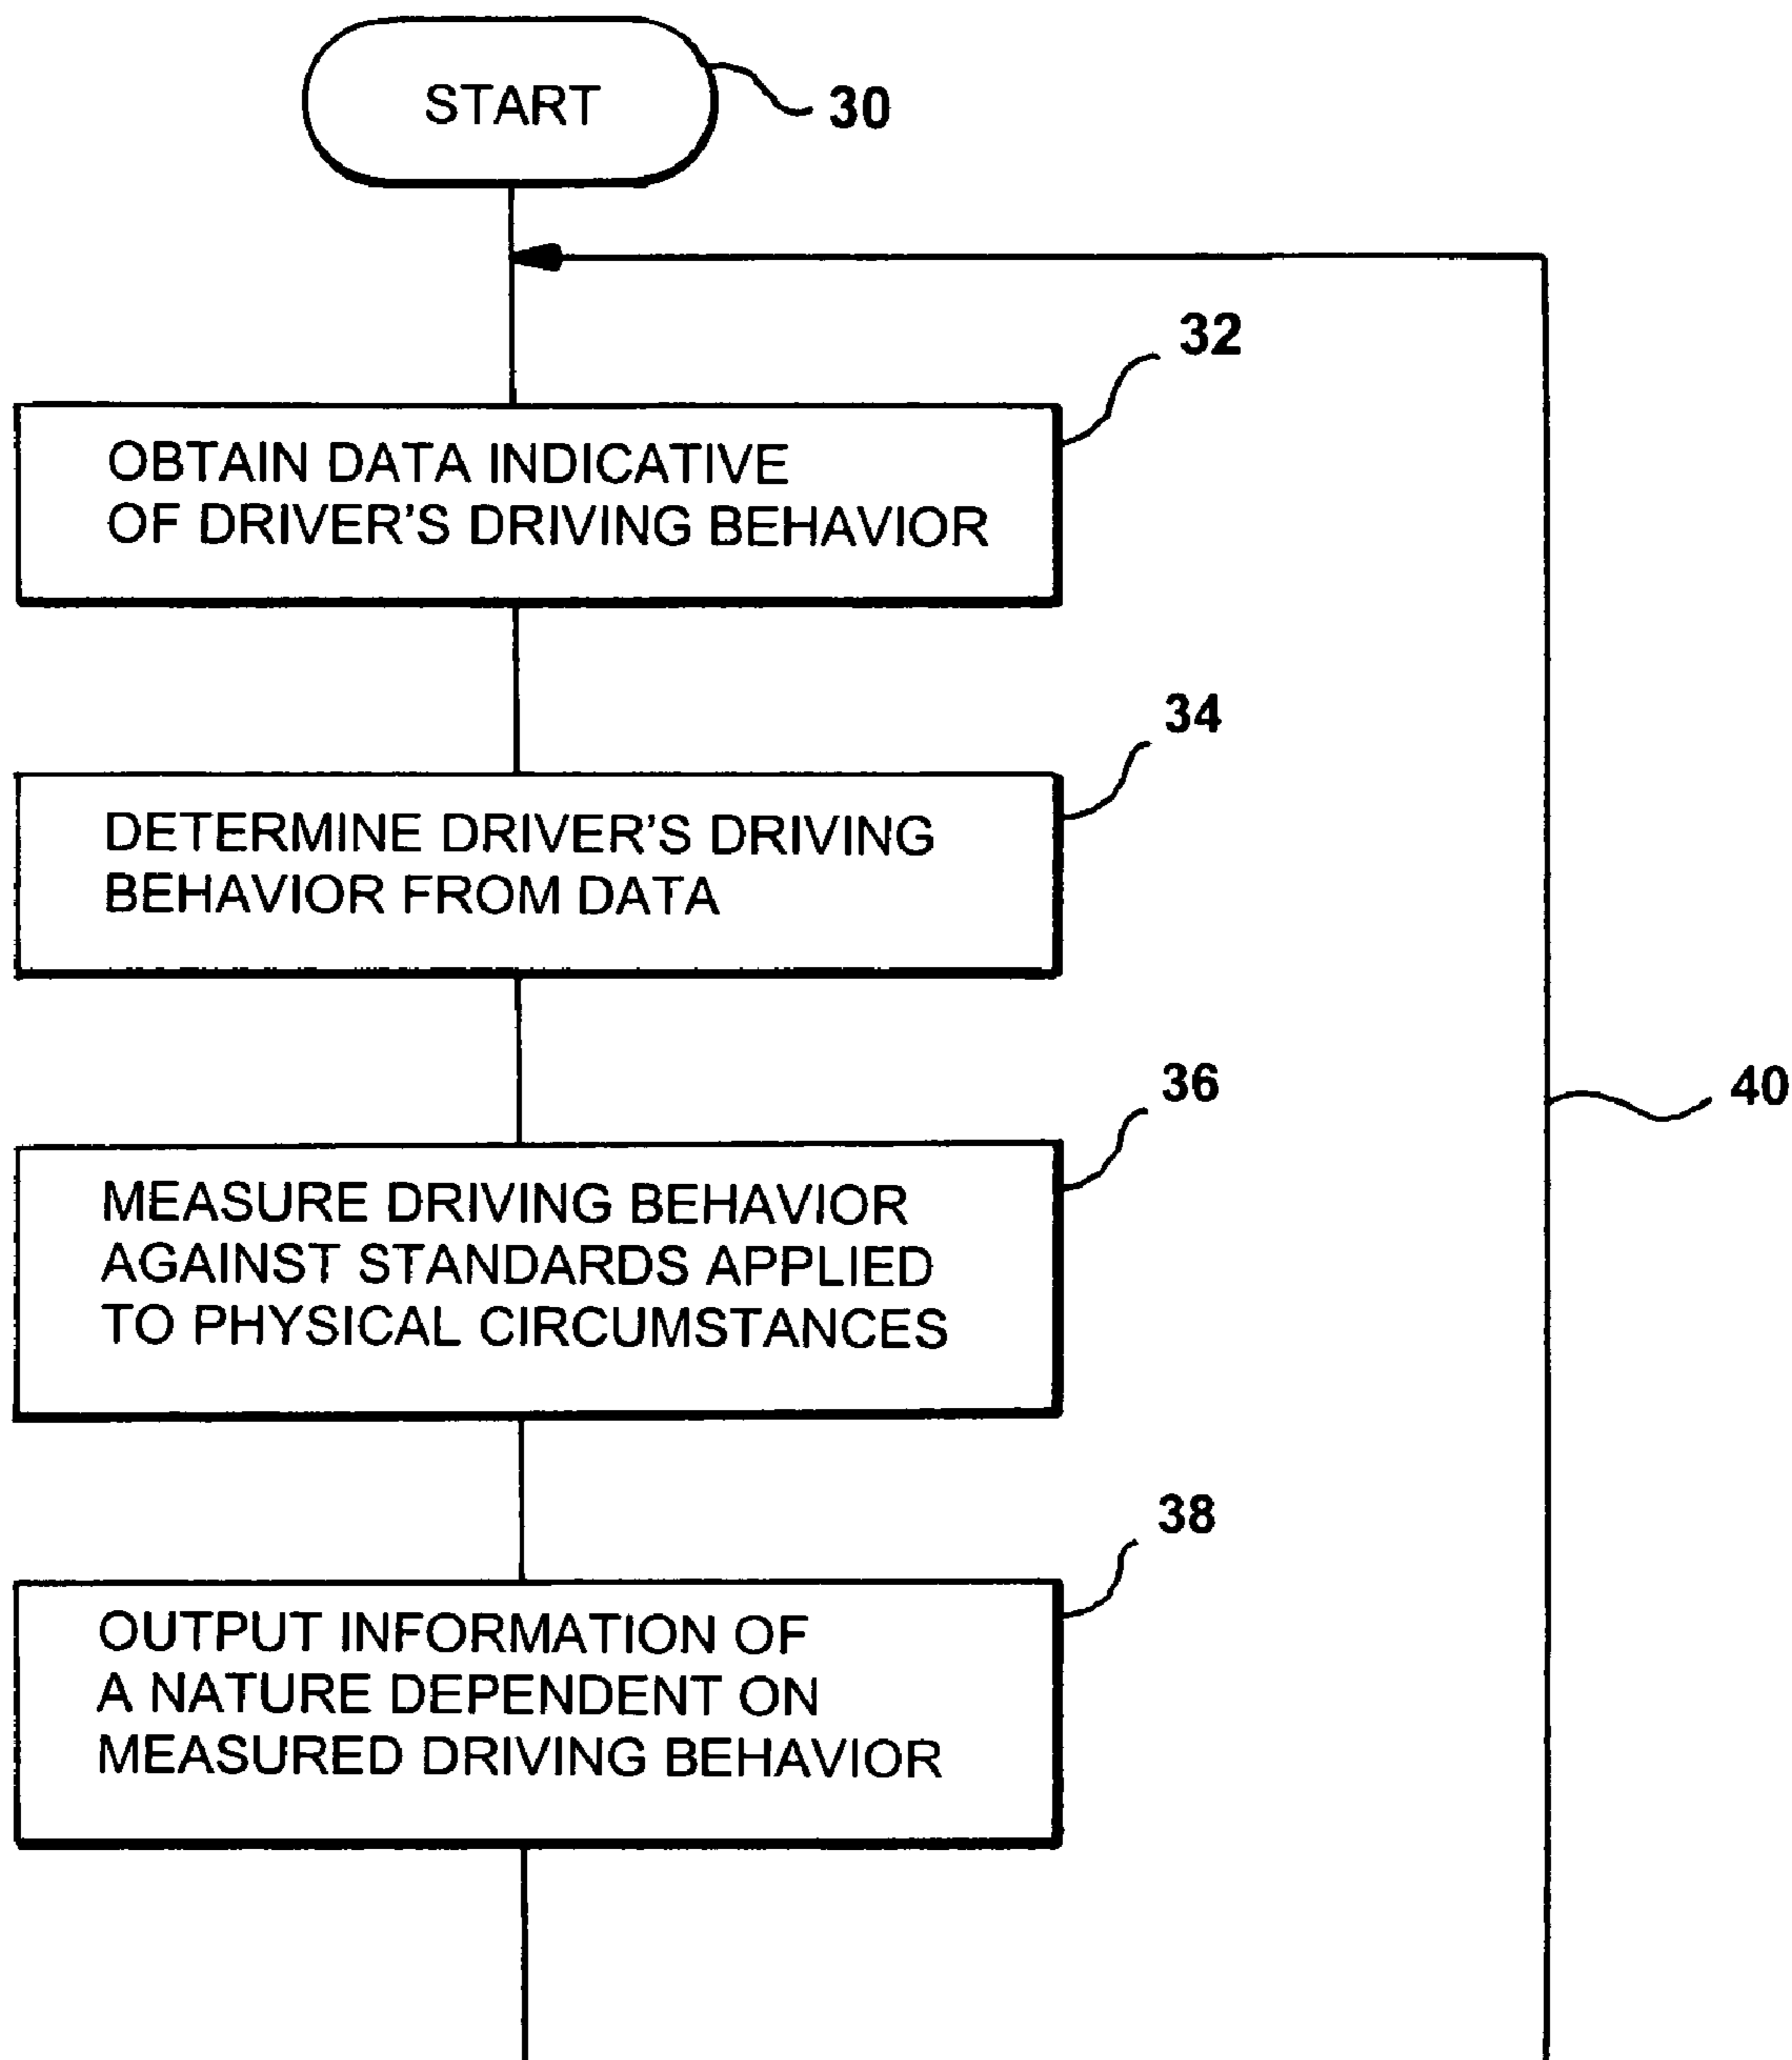 START
30
32
OBTAIN DATA INDICATIVE
OF DRIVER'S DRIVING BEHAVIOR
34
DETERMINE DRIVER'S DRIVING
BEHAVIOR FROM DATA
36
40
MEASURE DRIVING BEHAVIOR
AGAINST STANDARDS APPLIED
TO PHYSICAL CIRCUMSTANCES
38
OUTPUT INFORMATION OF
A NATURE DEPENDENT ON
MEASURED DRIVING BEHAVIOR